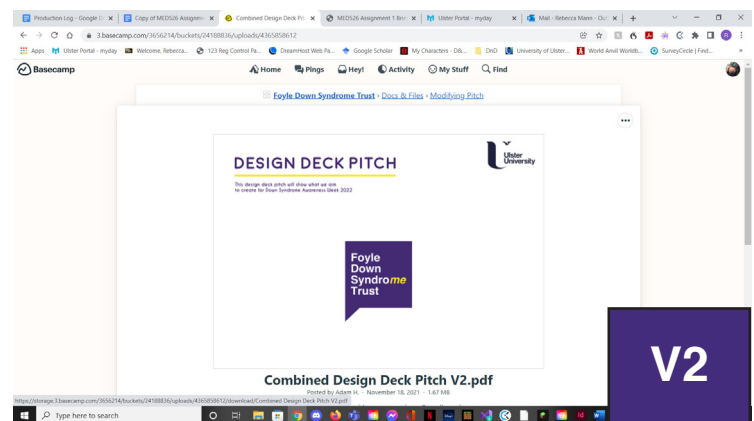 Production Log - Google D
Copy of MED526 Assignme
Combined Design Deck Pit
MED526 Assignment 1 Brie
Ulster Portal - myday
Mail - Rebecca Mann - Out
3.basecamp.com/3656214/buckets/24188836/uploads/4365858612
Apps
Ulster Portal - myday
Welcome, Rebecca...
123 Reg Control Pa...
DreamHost Web Pa...
Google Scholar
My Characters - D&...
DnD
University of Ulster...
World Anvil Worldb...
SurveyCircle | Find...
Basecamp
Home
Pings
Hey!
Activity
My Stuff
Find
Foyle Down Syndrome Trust › Docs & Files › Modifying Pitch
DESIGN DECK PITCH
Ulster
University
This design deck pitch will show what we aim
to create for Down Syndrome Awareness Week 2022
Foyle
Down
Syndrome
Trust
V2
Combined Design Deck Pitch V2.pdf
Posted by Adam H. · November 18, 2021 · 1.67 MB
https://storage.3.basecamp.com/3656214/buckets/24188836/uploads/4365858612/download/Combined Design Deck Pitch V2.pdf
Type here to search